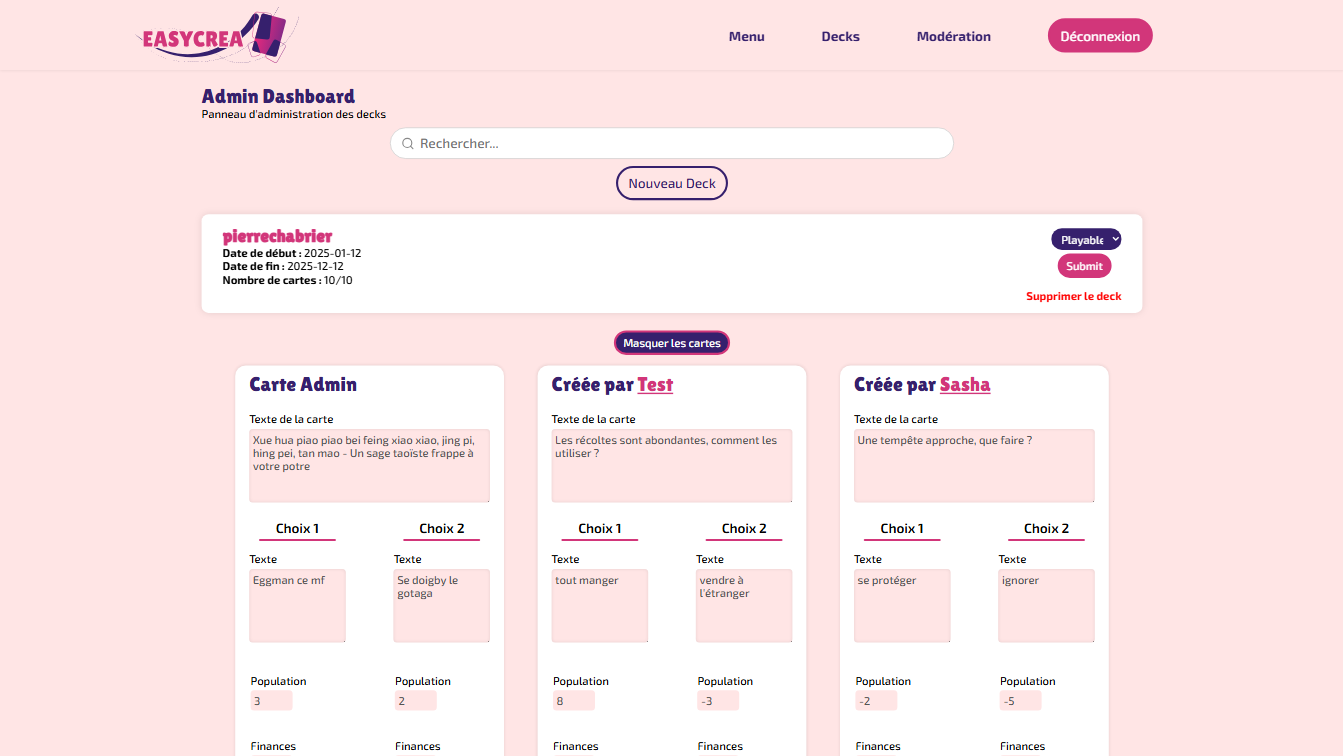 EASYCREA
Menu Decks Modération Déconnexion
Admin Dashboard
Panneau d'administration des decks
Rechercher...
Nouveau Deck
pierrechabrier
Date de début : 2025-01-12
Date de fin : 2025-12-12
Nombre de cartes : 10/10
Playable
Submit
Supprimer le deck
Masquer les cartes
Carte Admin
Texte de la carte
Xue hua piao piao bei feing xiao xiao, jing pi,
hing pei, tan mao - Un sage taoïste frappe à
votre potre
Choix 1 Choix 2
Texte Texte
Eggman ce mf
Se doigby le
gotaga
Population Population
3 2
Finances Finances
Créée par Test
Texte de la carte
Les récoltes sont abondantes, comment les
utiliser ?
Choix 1 Choix 2
Texte Texte
tout manger
vendre à
l'étranger
Population Population
8 -3
Finances Finances
Créée par Sasha
Texte de la carte
Une tempête approche, que faire ?
Choix 1 Choix 2
Texte Texte
se protéger
ignorer
Population Population
-2 -5
Finances Finances